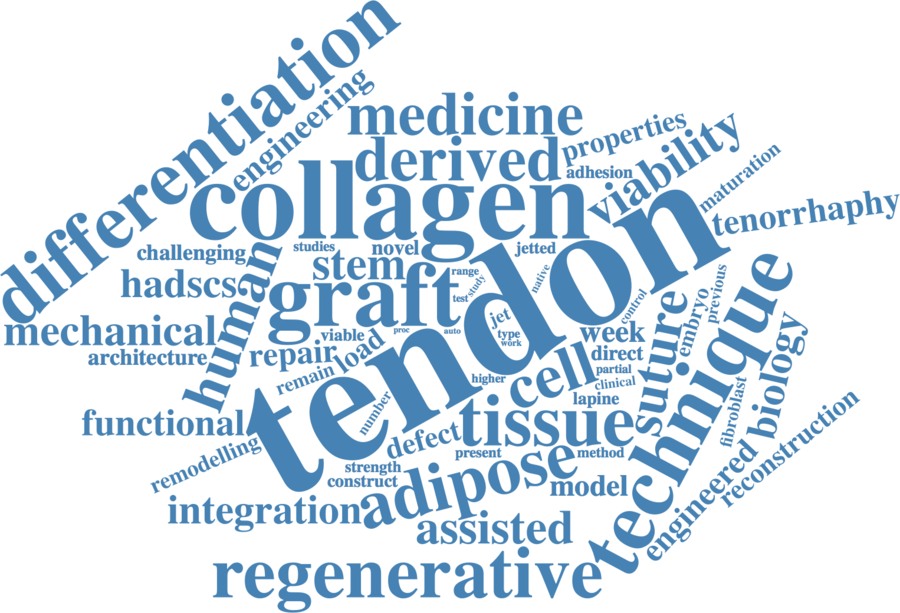 differentiation
engineering
medicine
derived
properties
adhesion
viability
maturation
collagen
tenorrhaphy
challenging
studies
novel
jetted
hadscs
human
stem
graft
range
study
test
native
tendon
control
previous
embryo
mechanical
architecture
viable
proc
auto
jet
type
work
week
direct
suture
technique
repair
load
remain
higher
cell
partial
clinical
lapine
fibroblast
biology
functional
number
defect
tissue
remodelling
strength
construct
present
method
adipose
model
engineered
reconstruction
integration
assisted
regenerative